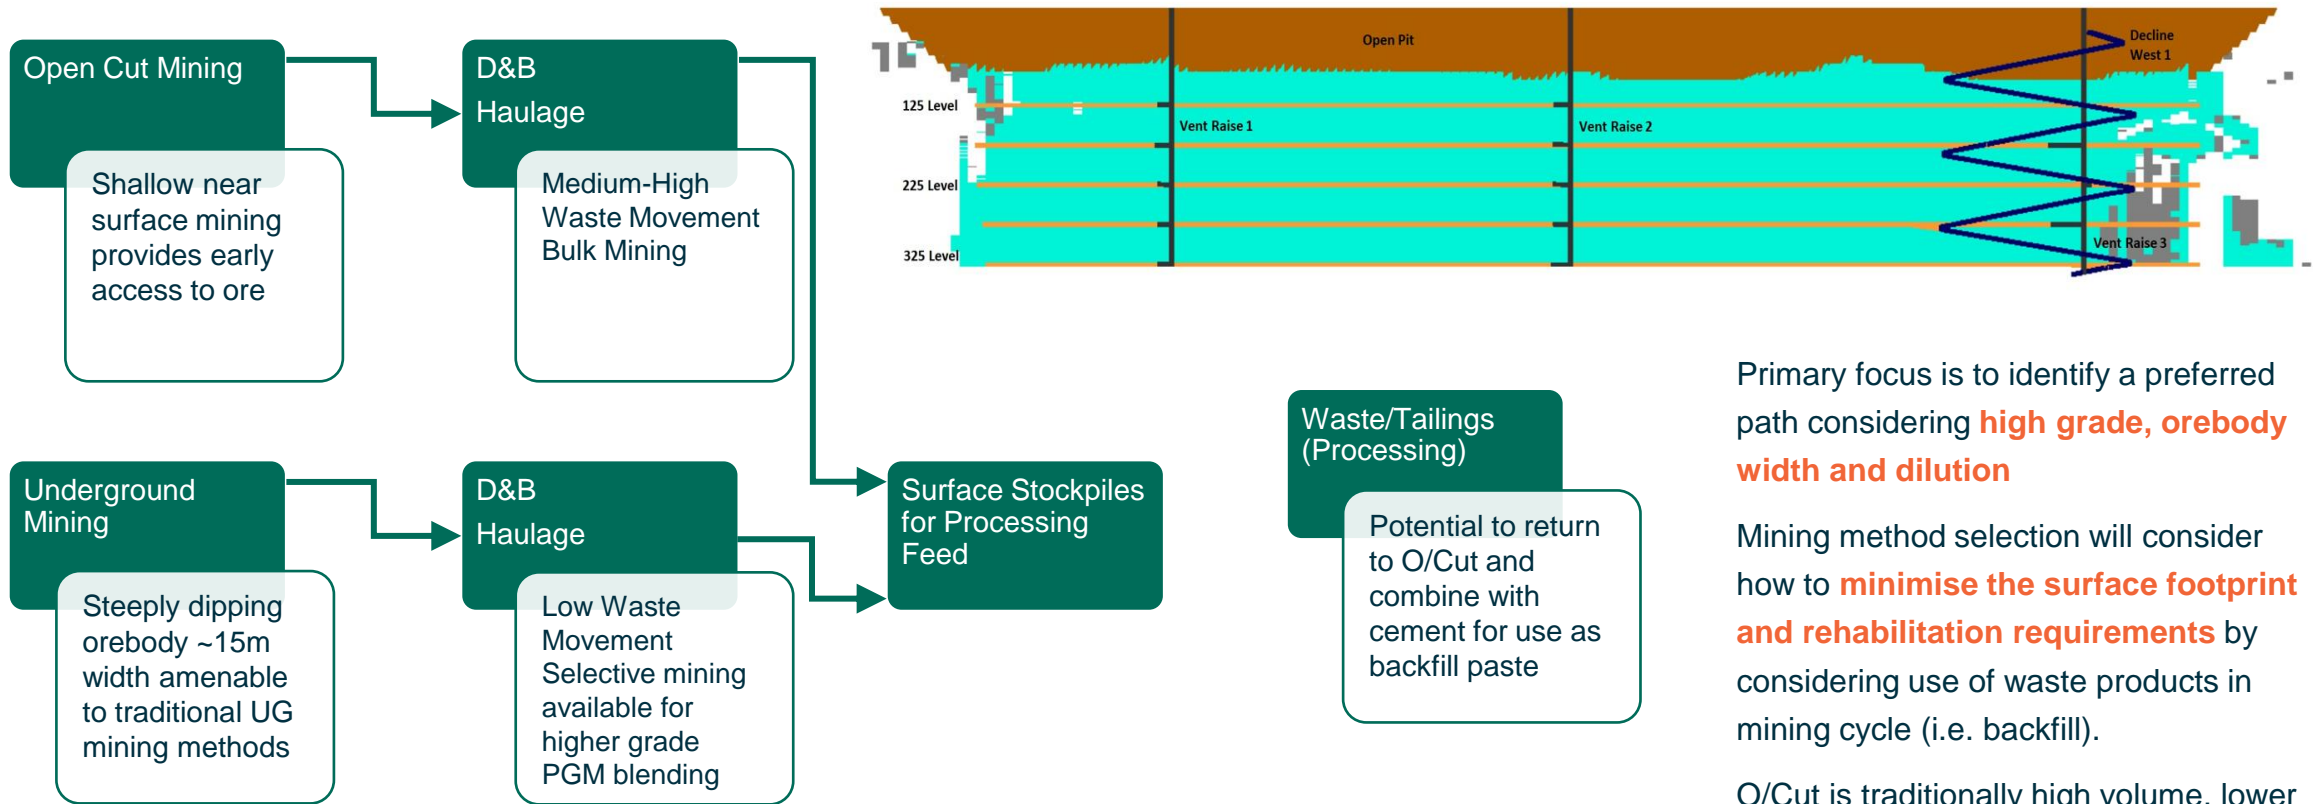 Open Cut Mining
Shallow near
surface mining
provides early
access to ore
D&B
Haulage
Medium-High
Waste Movement
Bulk Mining
Open Pit
Decline
West 1
125 Level
Vent Raise 1
Vent Raise 2
225 Level
325 Level
Vent Raise 3
Underground
Mining
Steeply dipping
orebody ~15m
width amenable
to traditional UG
mining methods
D&B
Haulage
Low Waste
Movement
Selective mining
available for
higher grade
PGM blending
Surface Stockpiles
for Processing
Feed
Waste/Tailings
(Processing)
Potential to return
to O/Cut and
combine with
cement for use as
backfill paste
Primary focus is to identify a preferred
path considering high grade, orebody
width and dilution
Mining method selection will consider
how to minimise the surface footprint
and rehabilitation requirements by
considering use of waste products in
mining cycle (i.e. backfill).
O/Cut is traditionally high volume, lower